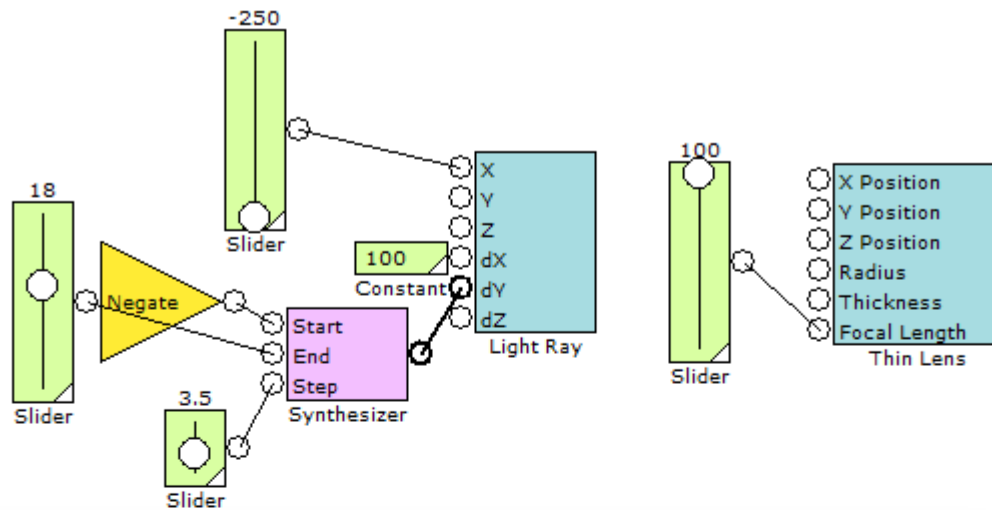 -250
Slider
18
Slider
Negate
3.5
Slider
Start
End
Step
Synthesizer
100
Constant
X
Y
Z
dX
dY
dZ
Light Ray
100
Slider
X Position
Y Position
Z Position
Radius
Thickness
Focal Length
Thin Lens